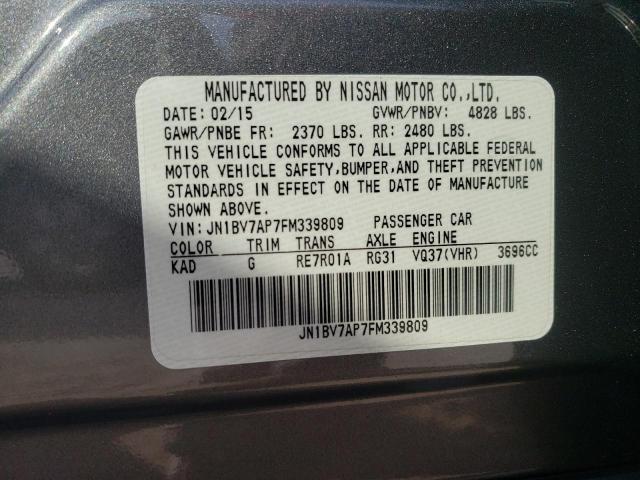 MANUFACTURED BY NISSAN MOTOR CO.,LTD.
DATE: 02/15 GVWR/PNBV: 4828 LBS.
GAWR/PNBE FR: 2370 LBS. RR: 2480 LBS.
THIS VEHICLE CONFORMS TO ALL APPLICABLE FEDERAL
MOTOR VEHICLE SAFETY,BUMPER,AND THEFT PREVENTION
STANDARDS IN EFFECT ON THE DATE OF MANUFACTURE
SHOWN ABOVE.
VIN: JN1BV7AP7FM339809 PASSENGER CAR
COLOR TRIM TRANS AXLE ENGINE
KAD G RE7R01A RG31 VQ37(VHR) 3696CC
JN1BV7AP7FM339809